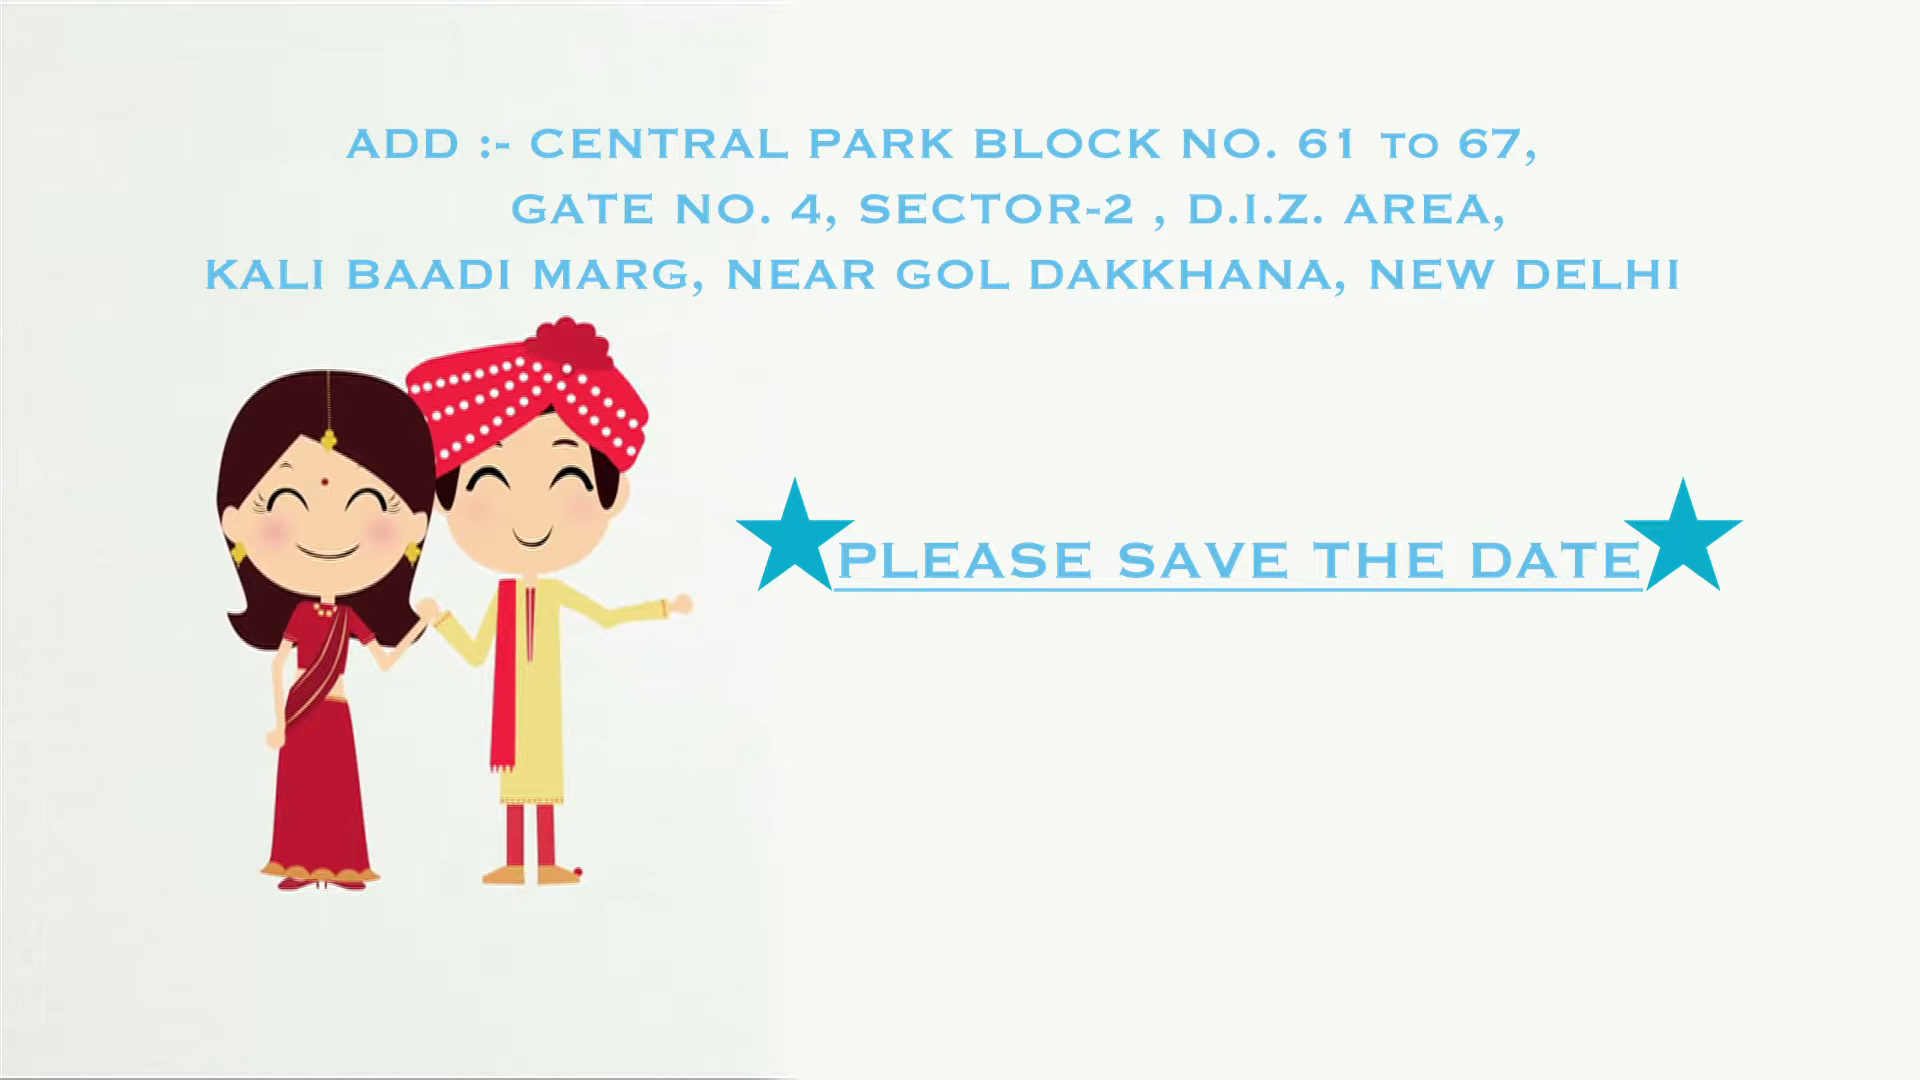 ADD :- CENTRAL PARK BLOCK NO. 61 TO 67,
GATE NO. 4, SECTOR-2 , D.I.Z. AREA,
KALI BAADI MARG, NEAR GOL DAKKHANA, NEW DELHI
PLEASE SAVE THE DATE